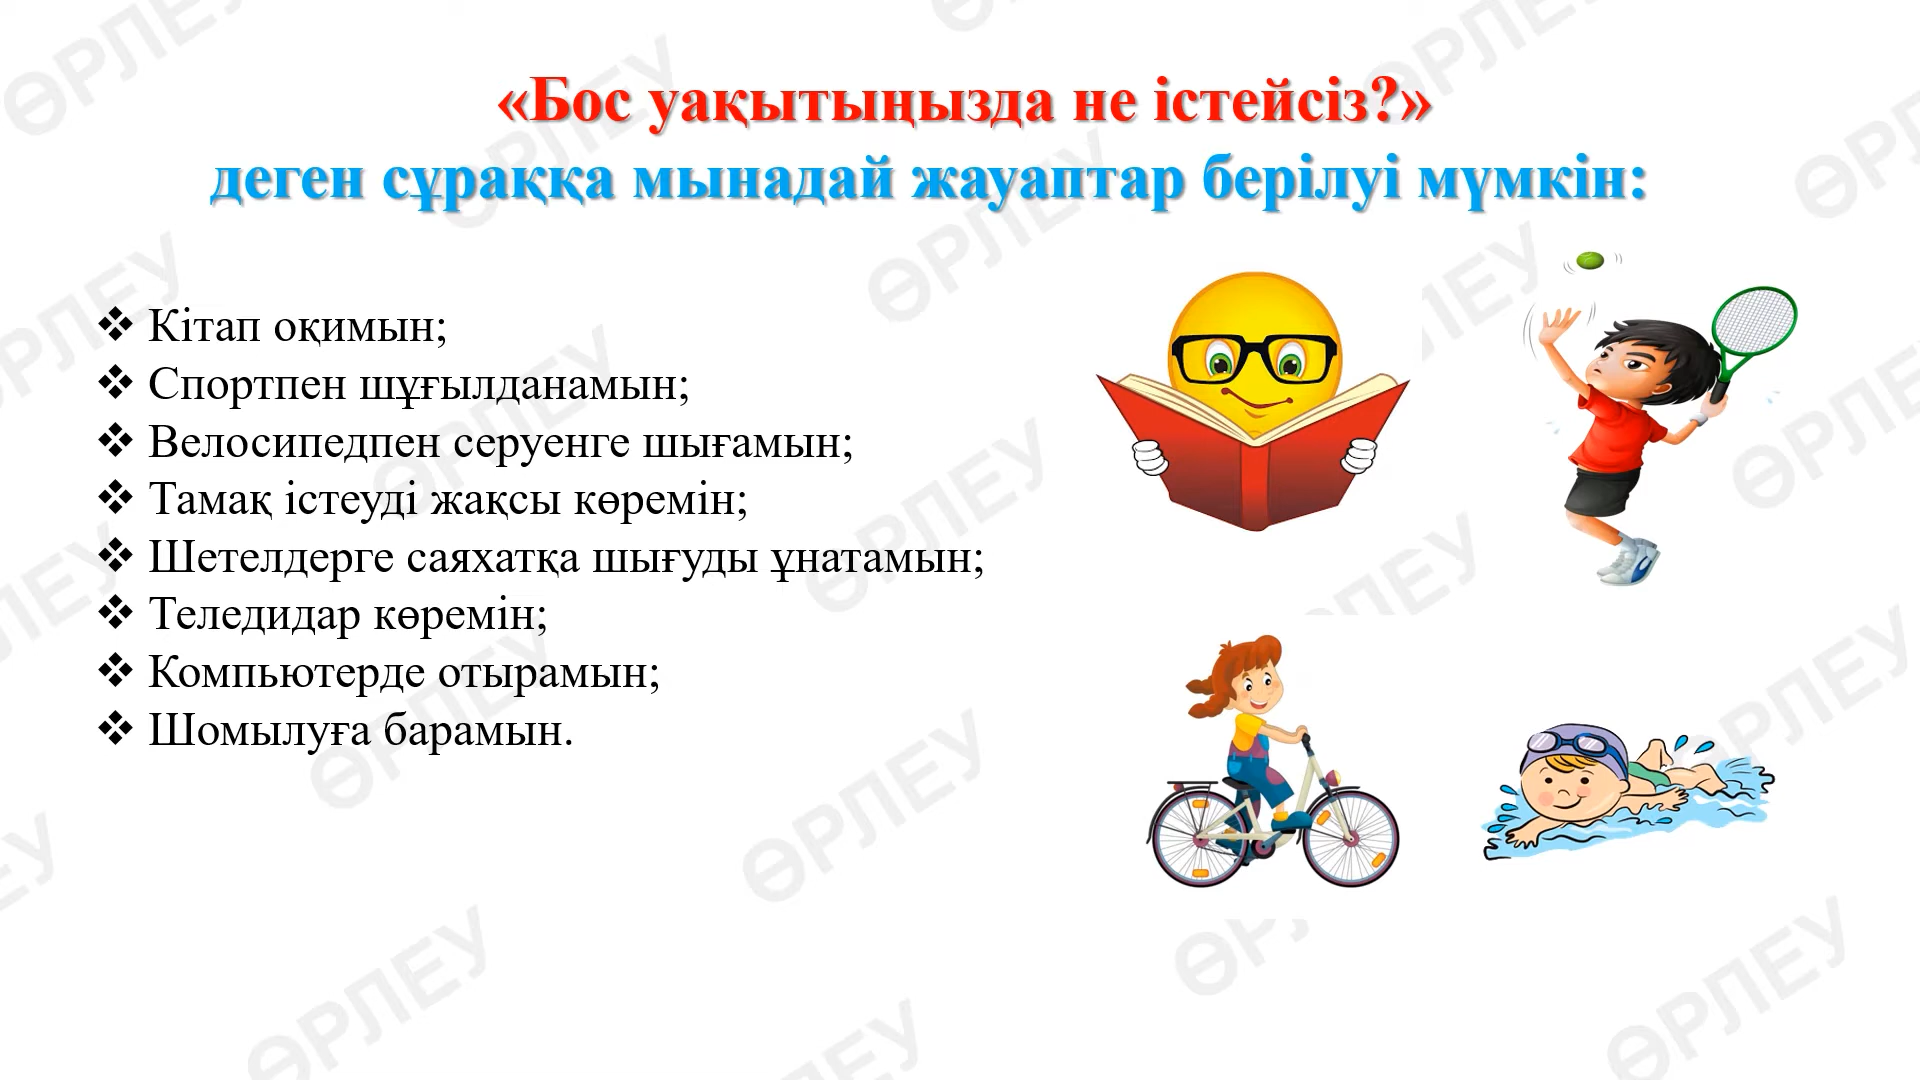 «Бос уақытыңызда не істейсіз?»
деген сұраққа мынадай жауаптар берілуі мүмкін:
❖ Кітап оқимын;
❖ Спортпен шұғылданамын;
❖ Велосипедпен серуенге шығамын;
❖ Тамақ істеуді жақсы көремін;
❖ Шетелдерге саяхатқа шығуды ұнатамын;
❖ Теледидар көремін;
❖ Компьютерде отырамын;
❖ Шомылуға барамын.
ӨРЛЕУ